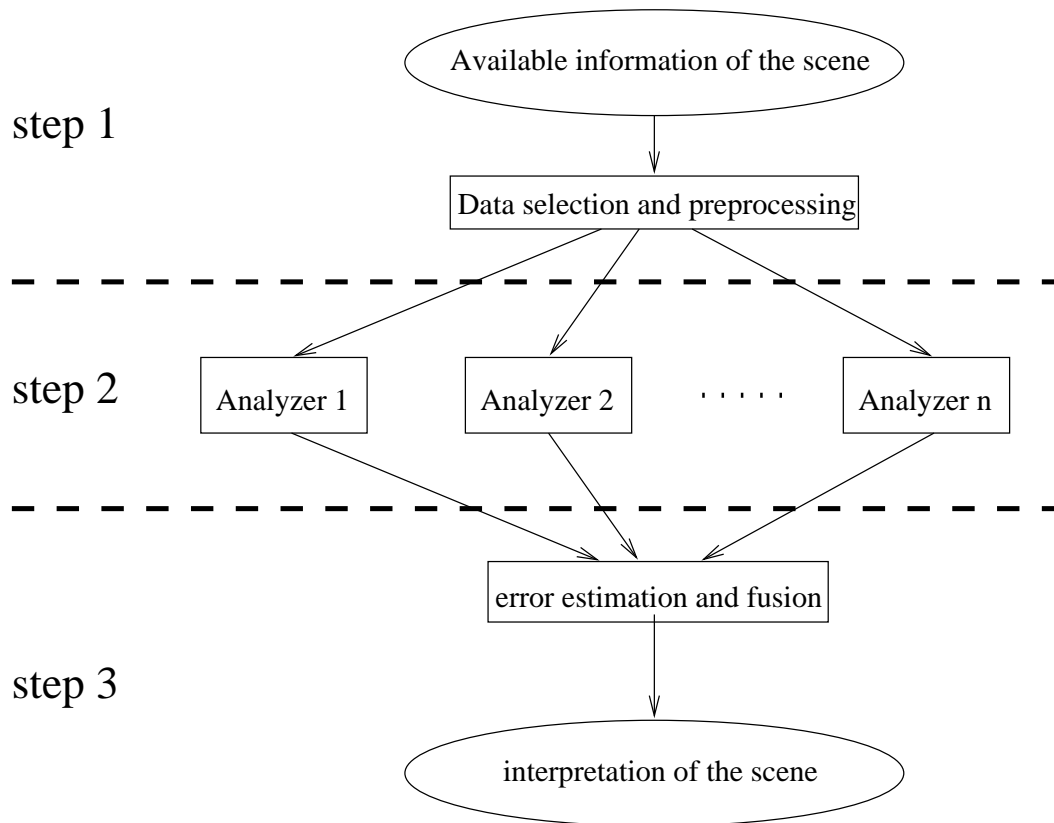 Available information of the scene
step 1
Data selection and preprocessing
step 2
Analyzer 1
Analyzer 2
. . . . .
Analyzer n
error estimation and fusion
step 3
interpretation of the scene